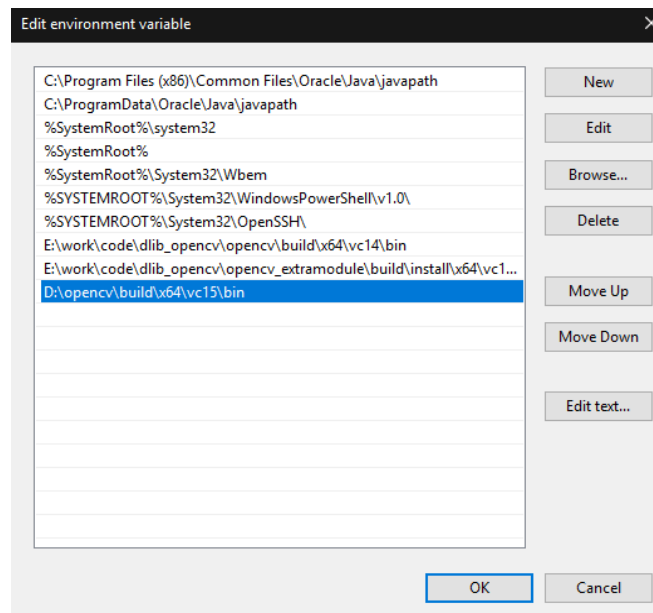 Edit environment variable
C:\Program Files (x86)\Common Files\Oracle\Java\javapath
C:\ProgramData\Oracle\Java\javapath
%SystemRoot%\system32
%SystemRoot%
%SystemRoot%\System32\Wbem
%SYSTEMROOT%\System32\WindowsPowerShell\v1.0\
%SYSTEMROOT%\System32\OpenSSH\
E:\work\code\dlib_opencv\opencv\build\x64\vc14\bin
E:\work\code\dlib_opencv\opencv_extramodule\build\install\x64\vc1...
D:\opencv\build\x64\vc15\bin
New
Edit
Browse...
Delete
Move Up
Move Down
Edit text...
OK
Cancel